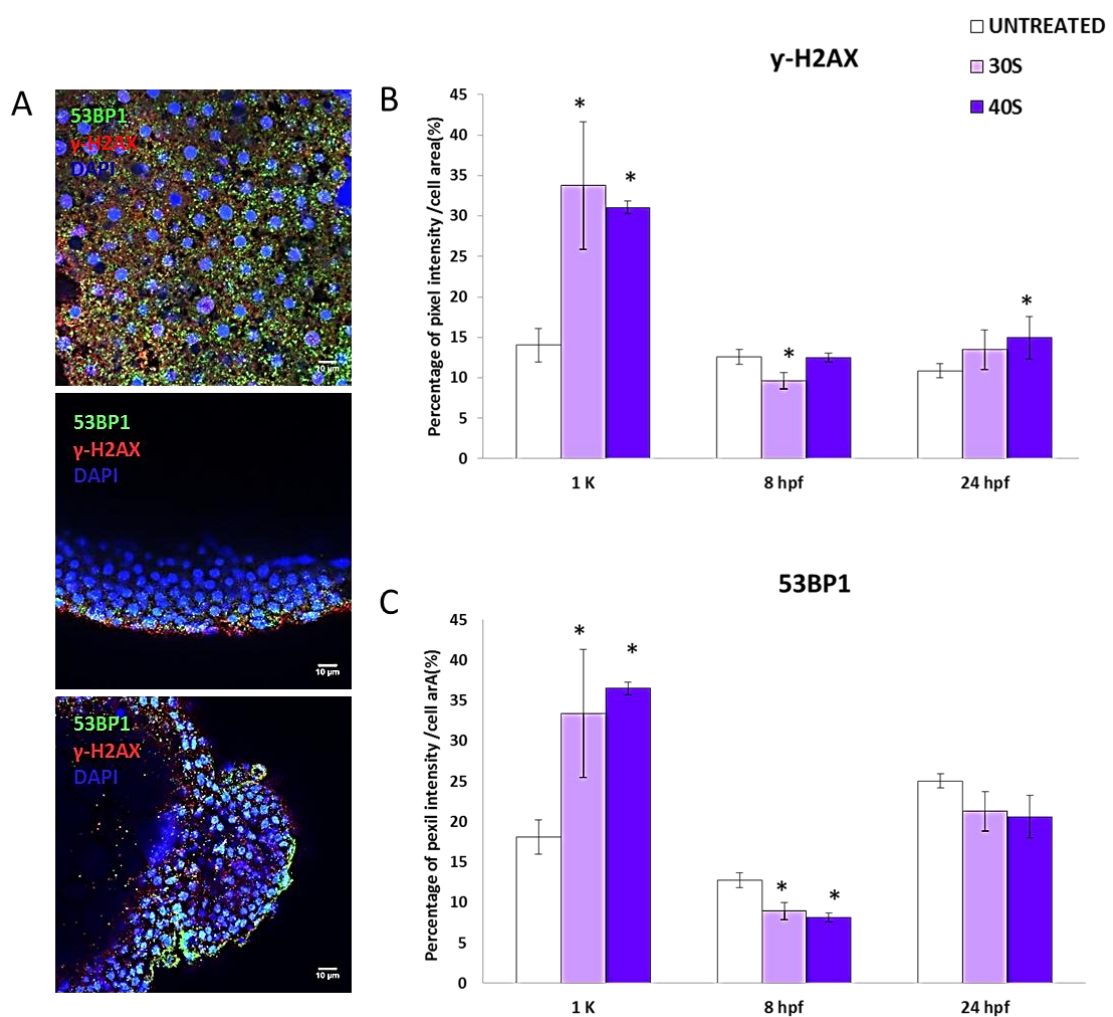 A
53BP1
γ-H2AX
DAPI
10 µm
53BP1
γ-H2AX
DAPI
10 µm
53BP1
γ-H2AX
DAPI
10 µm
UNTREATED
30S
40S
B
γ-H2AX
Percentage of pixel intensity /cell area(%)
45
40
35
30
25
20
15
10
5
0
*
*
*
*
1 K
8 hpf
24 hpf
C
53BP1
Percentage of pexil intensity /cell arA(%)
45
40
35
30
25
20
15
10
5
0
*
*
*
*
1 K
8 hpf
24 hpf